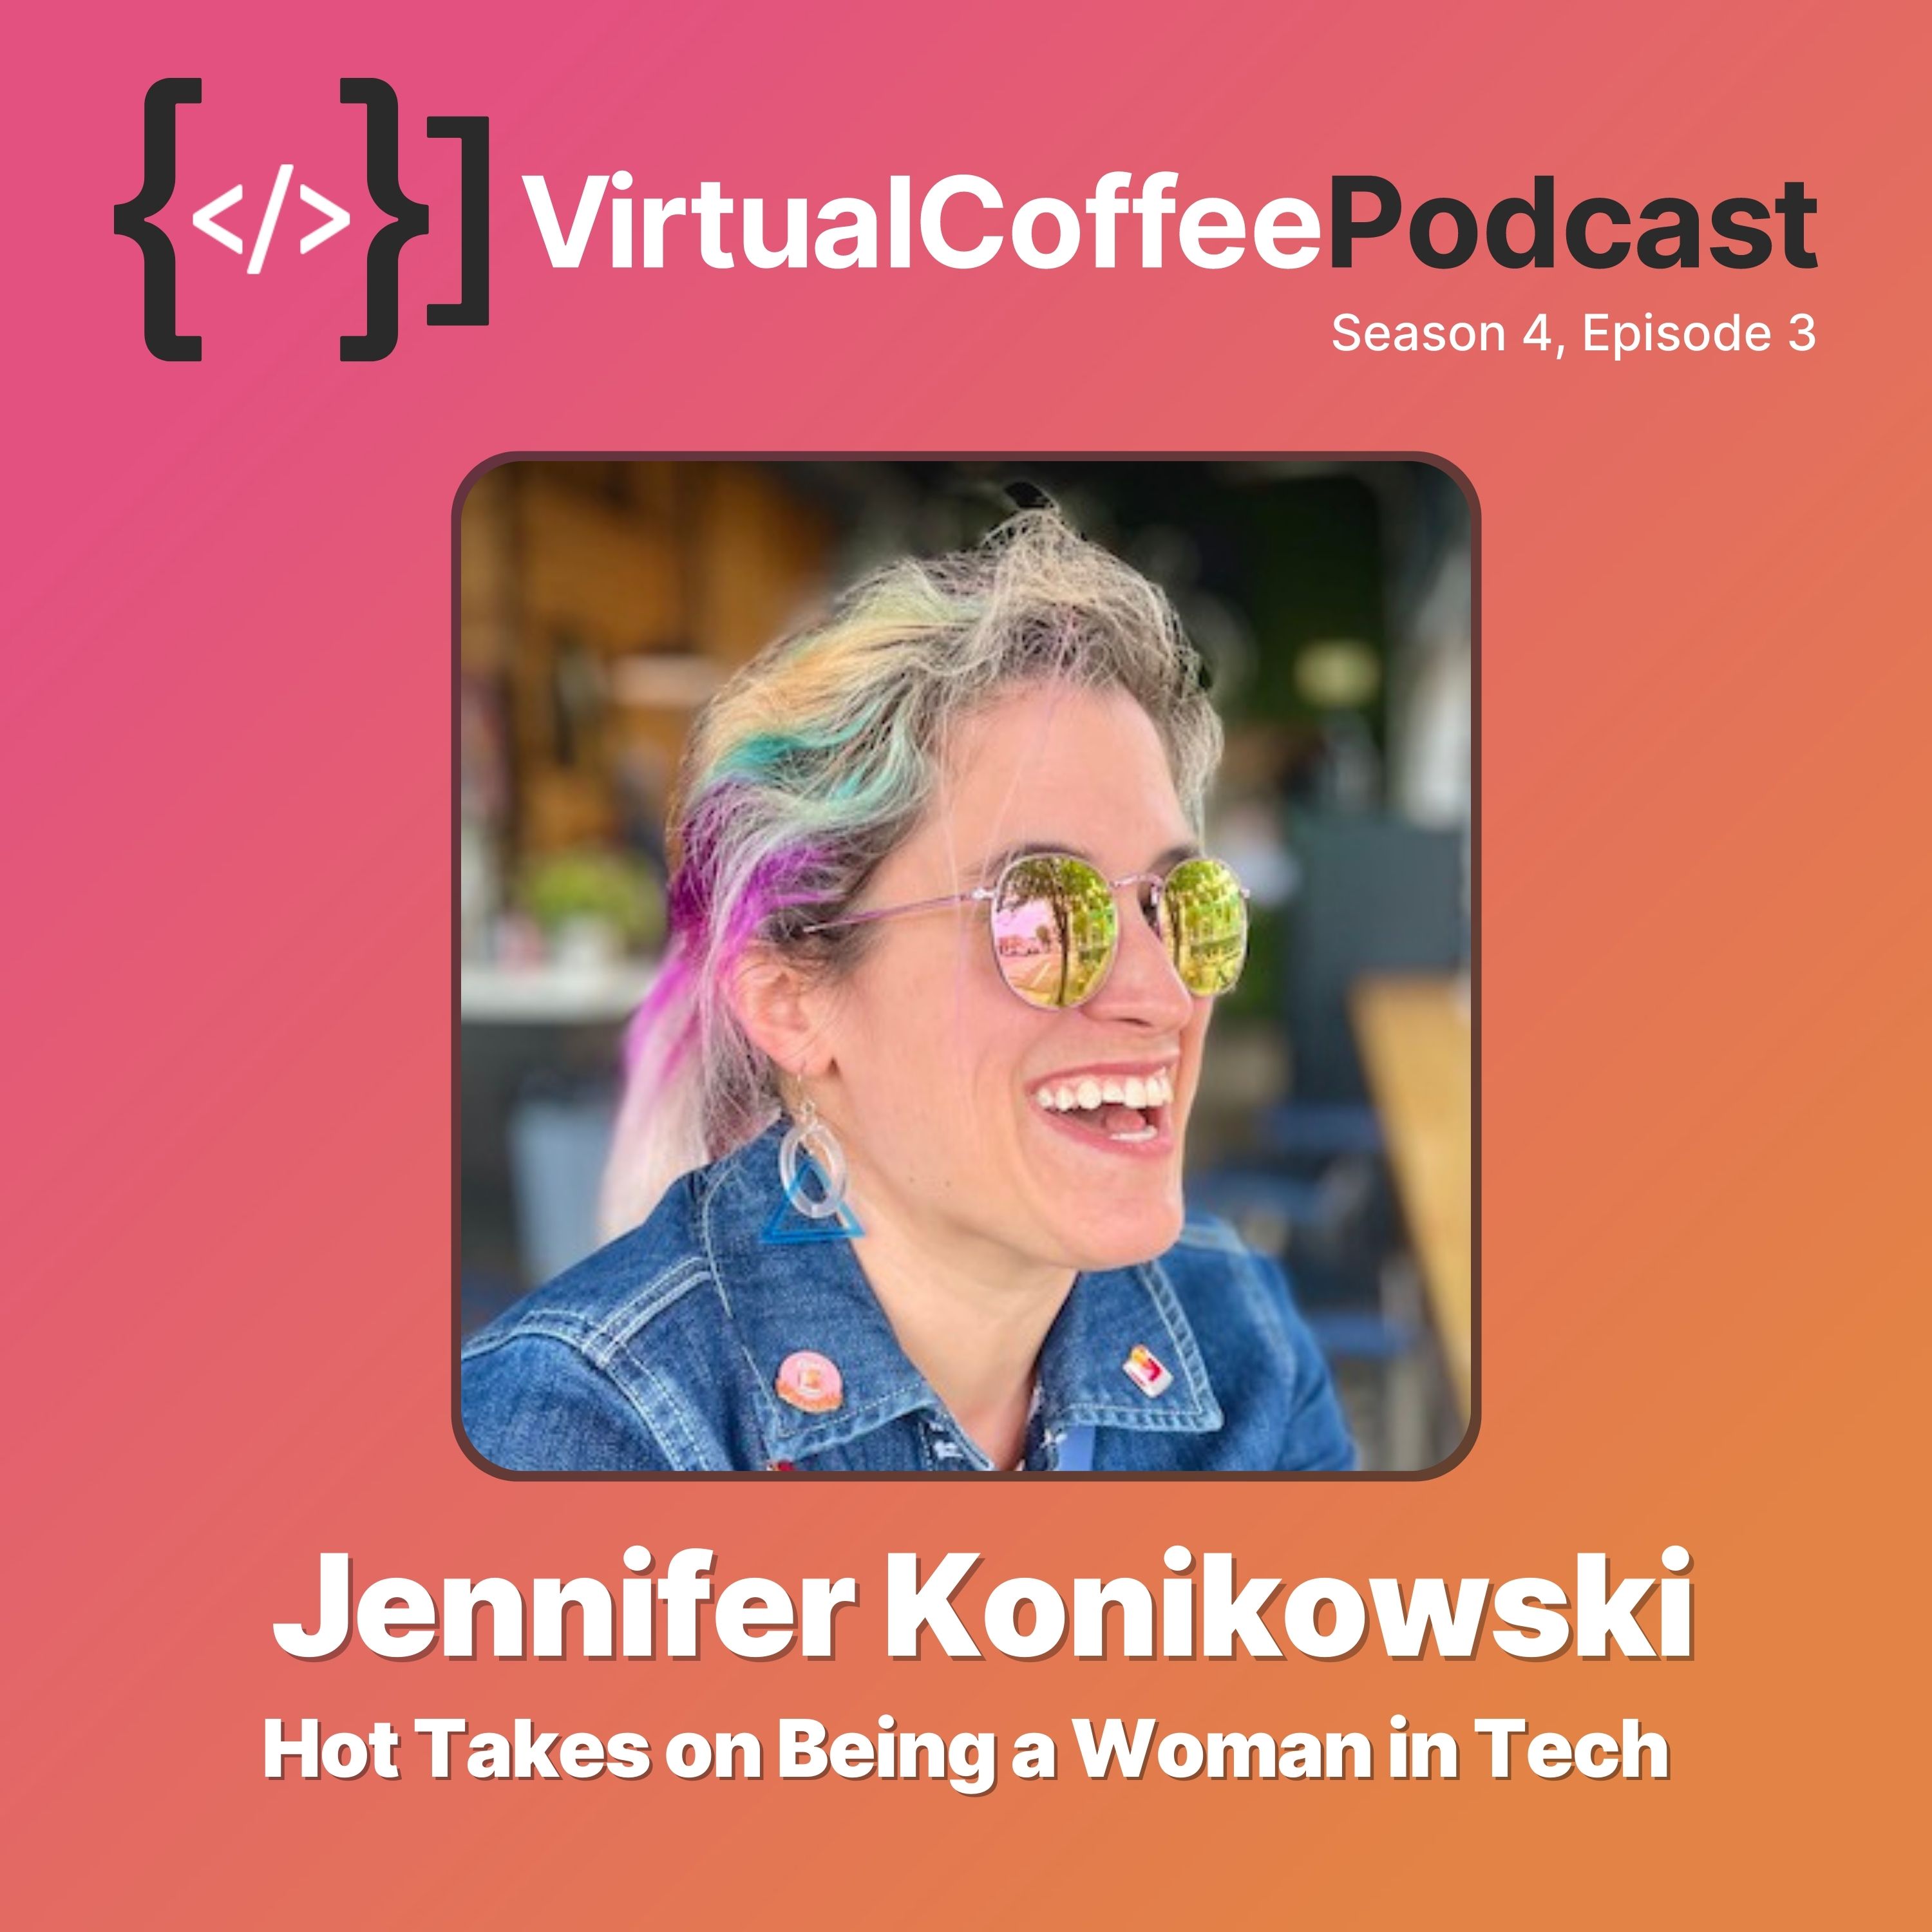 {</>}] VirtualCoffeePodcast
Season 4, Episode 3
Jennifer Konikowski
Hot Takes on Being a Woman in Tech